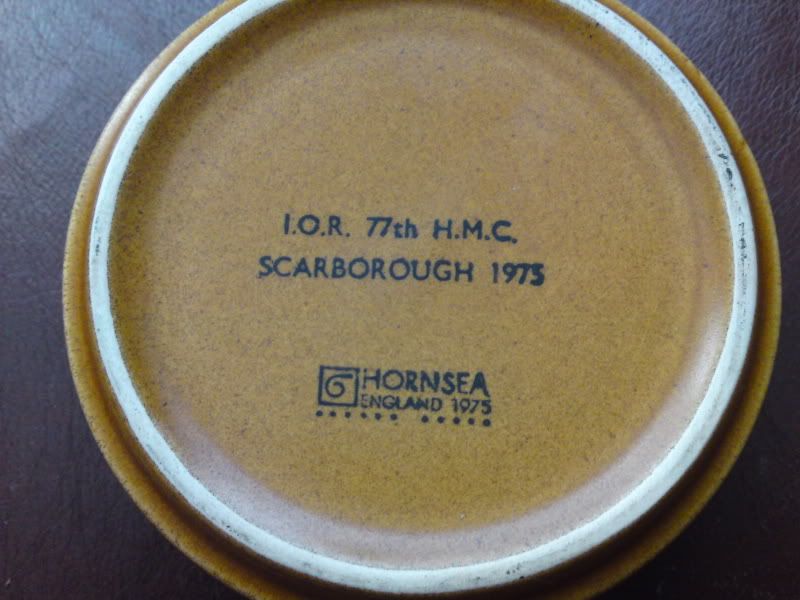 I.O.R. 77th H.M.C.
SCARBOROUGH 1975
HORNSEA
ENGLAND 1975